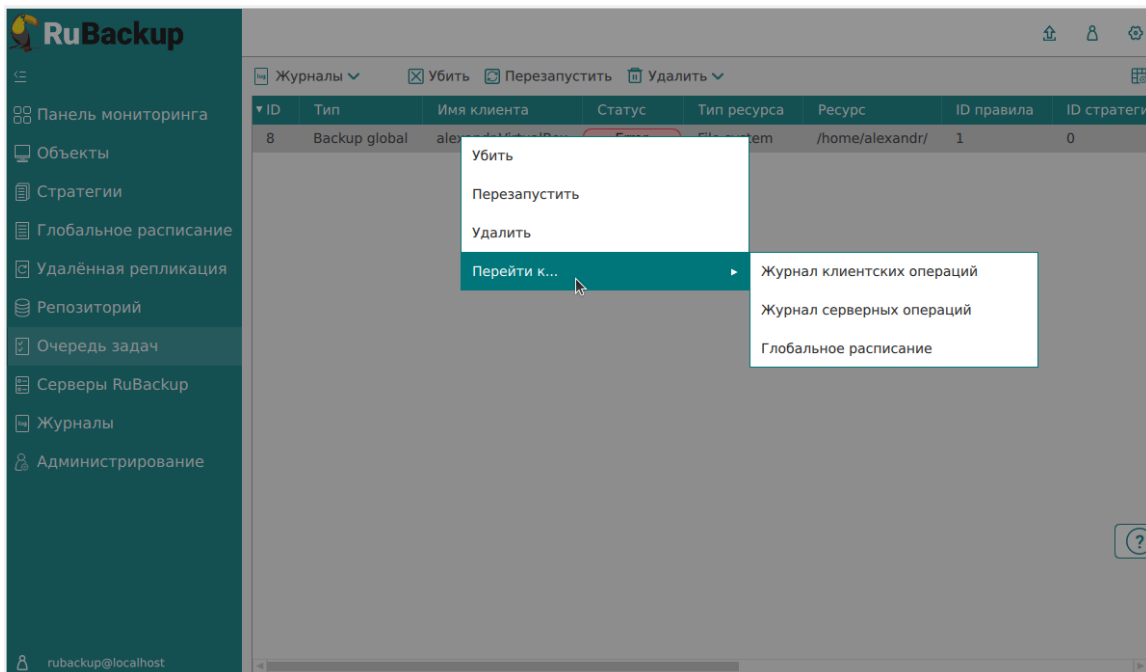 RuBackup
Журналы Убить Перезапустить Удалить
Панель мониторинга
Объекты
Стратегии
Глобальное расписание
Удалённая репликация
Репозиторий
Очередь задач
Серверы RuBackup
Журналы
Администрирование
rubackup@localhost
ID Тип Имя клиента Статус Тип ресурса Ресурс ID правила ID стратеги
8 Backup global /home/alexandr/ 1 0
Убить
Перезапустить
Удалить
Перейти к...
Журнал клиентских операций
Журнал серверных операций
Глобальное расписание
?